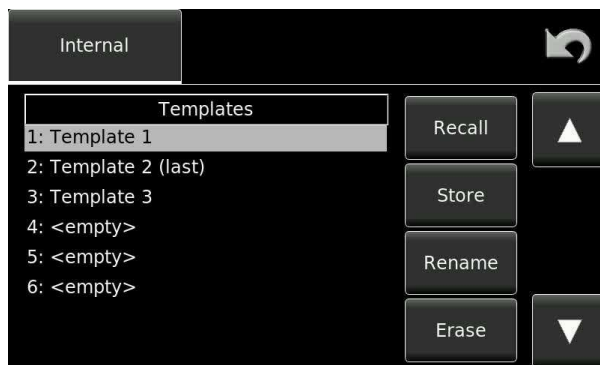 Internal
Templates
1: Template 1
2: Template 2 (last)
3: Template 3
4: <empty>
5: <empty>
6: <empty>
Recall
Store
Rename
Erase